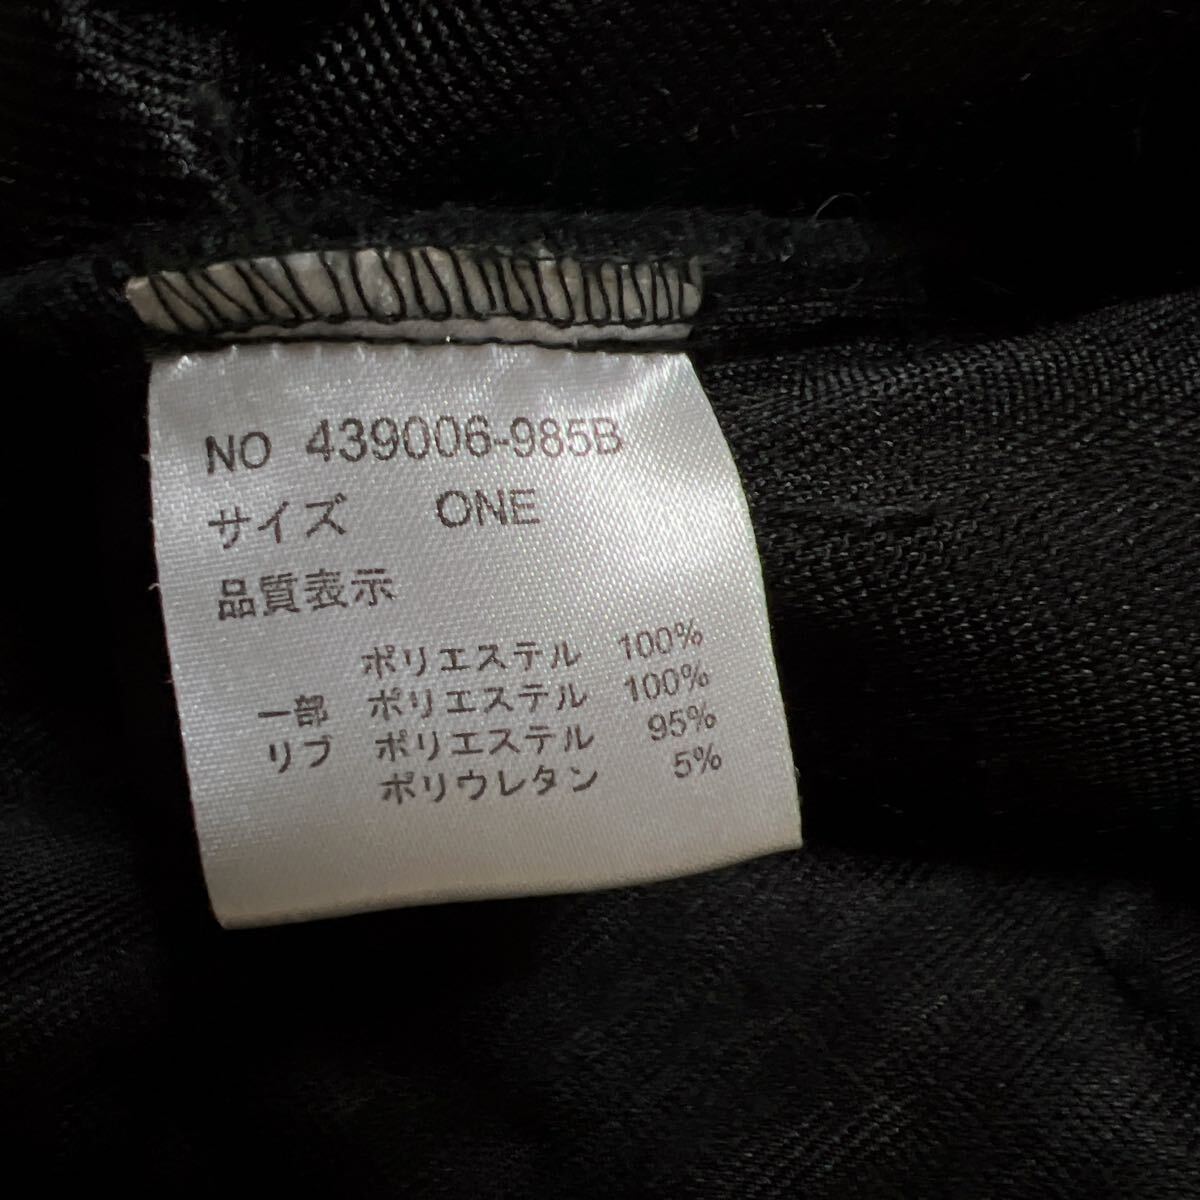 NO 439006-985B
サイズ ONE
品質表示
ポリエステル 100%
一部 ポリエステル 100%
リブ ポリエステル 95%
ポリウレタン 5%